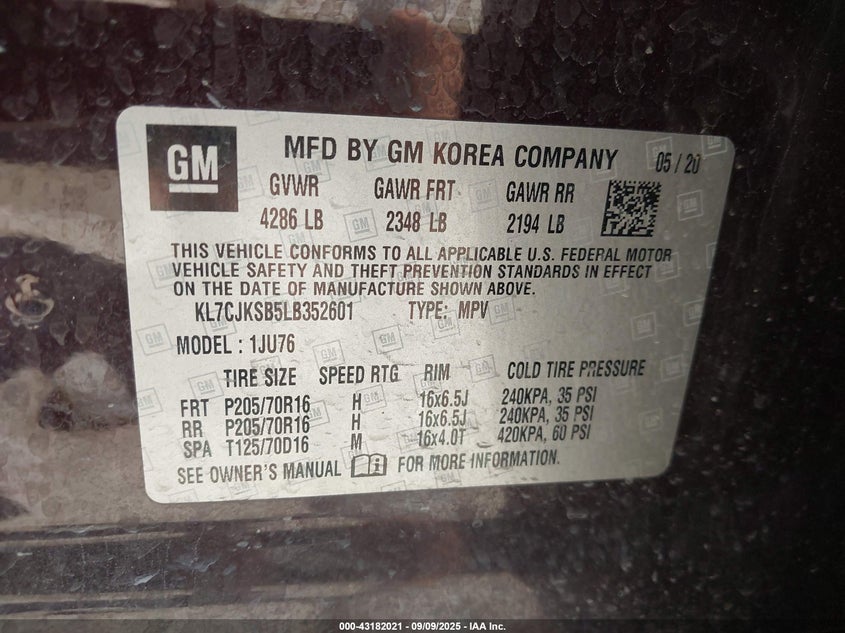 GM MFD BY GM KOREA COMPANY 05 / 20
GVWR GAWR FRT GAWR RR
4286 LB 2348 LB 2194 LB
THIS VEHICLE CONFORMS TO ALL APPLICABLE U.S. FEDERAL MOTOR
VEHICLE SAFETY AND THEFT PREVENTION STANDARDS IN EFFECT
ON THE DATE OF MANUFACTURE SHOWN ABOVE.
KL7CJKSB5LB352601 TYPE: MPV
MODEL : 1JU76
TIRE SIZE SPEED RTG RIM COLD TIRE PRESSURE
FRT P205/70R16 H 16x6.5J 240KPA, 35 PSI
RR P205/70R16 H 16x6.5J 240KPA, 35 PSI
SPA T125/70D16 M 16x4.0T 420KPA, 60 PSI
SEE OWNER'S MANUAL FOR MORE INFORMATION.
000-43182021 - 09/09/2025 - IAA Inc.